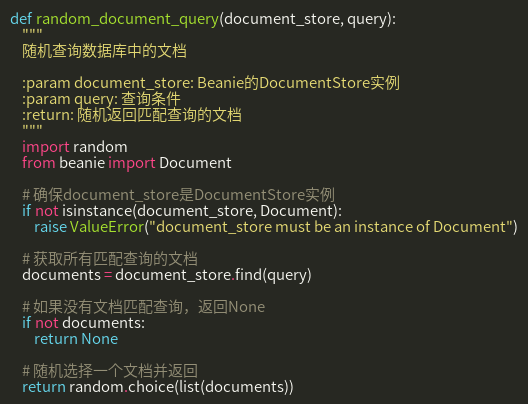 def random_document_query(document_store, query):
    """
    随机查询数据库中的文档

    :param document_store: Beanie的DocumentStore实例
    :param query: 查询条件
    :return: 随机返回匹配查询的文档
    """
    import random
    from beanie import Document

    # 确保document_store是DocumentStore实例
    if not isinstance(document_store, Document):
        raise ValueError("document_store must be an instance of Document")

    # 获取所有匹配查询的文档
    documents = document_store.find(query)

    # 如果没有文档匹配查询，返回None
    if not documents:
        return None

    # 随机选择一个文档并返回
    return random.choice(list(documents))